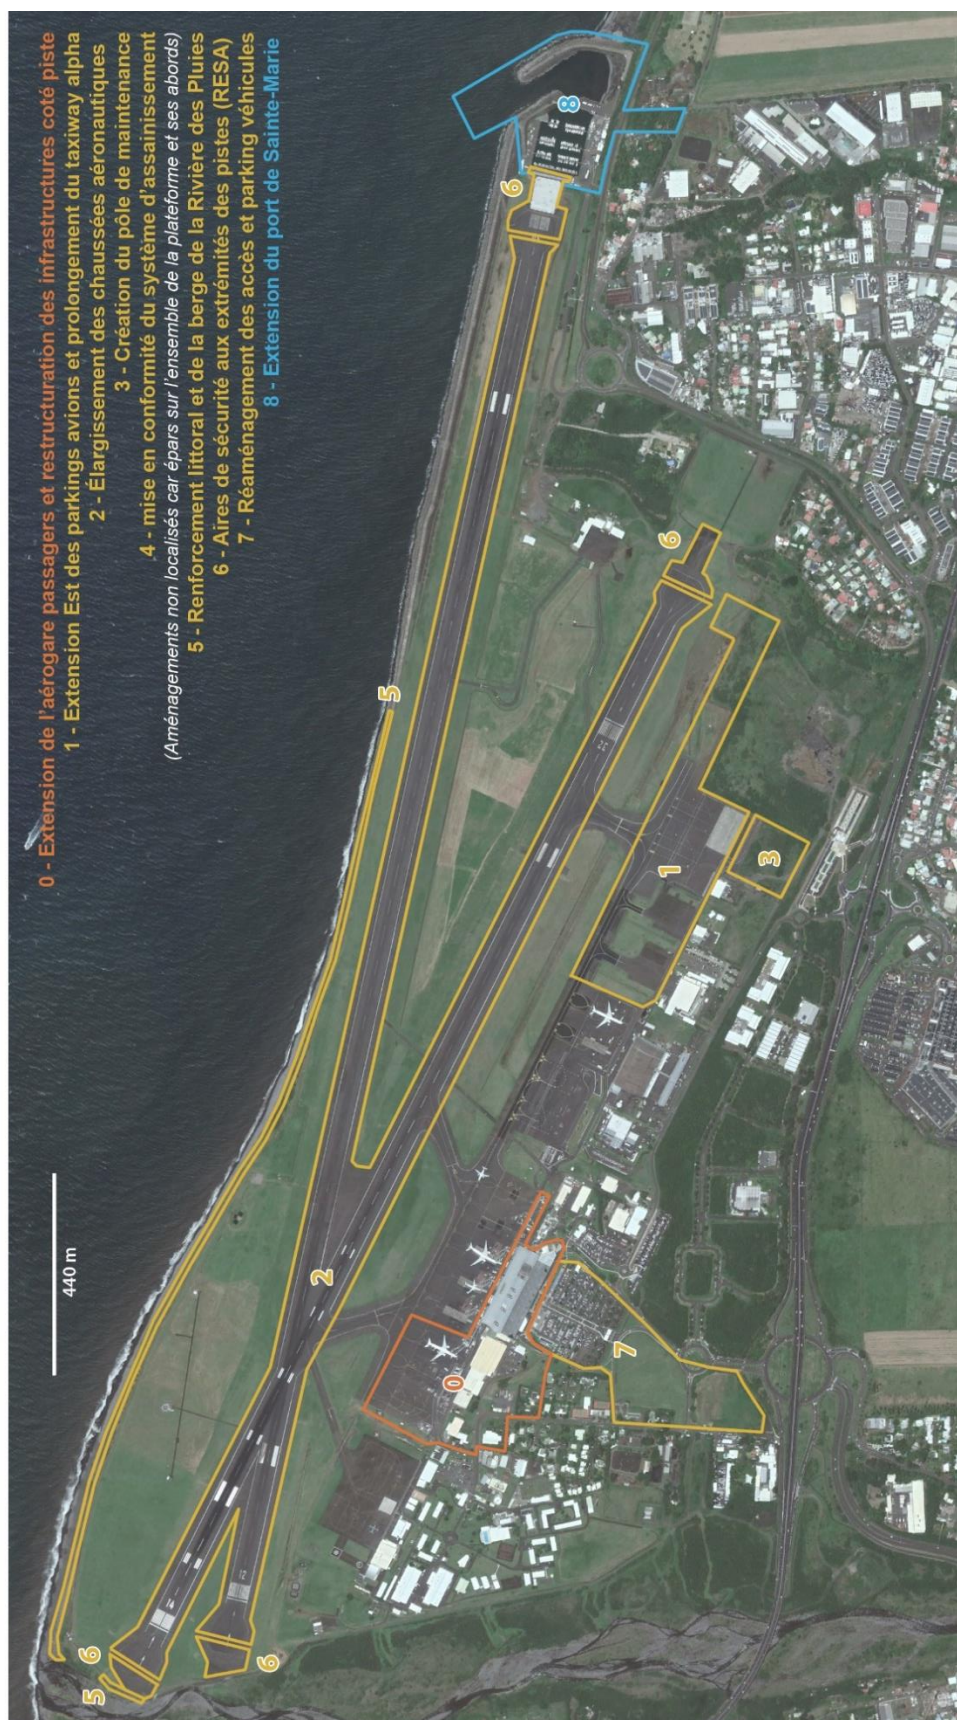 0 - Extension de l'aérogare passagers et restructuration des infrastructures coté piste
1 - Extension Est des parkings avions et prolongement du taxiway alpha
2 - Élargissement des chaussées aéronautiques
3 - Création du pôle de maintenance
4 - mise en conformité du système d'assainissement
(Aménagements non localisés car épars sur l'ensemble de la plateforme et ses abords)
5 - Renforcement littoral et de la berge de la Rivière des Pluies
6 - Aires de sécurité aux extrémités des pistes (RESA)
7 - Réaménagement des accès et parking véhicules
8 - Extension du port de Sainte-Marie
440 m
5
6
6
2
0
7
5
1
3
6
6
8